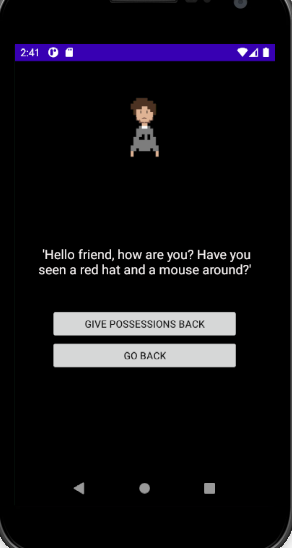 2:41
'Hello friend, how are you? Have you
seen a red hat and a mouse around?'
GIVE POSSESSIONS BACK
GO BACK